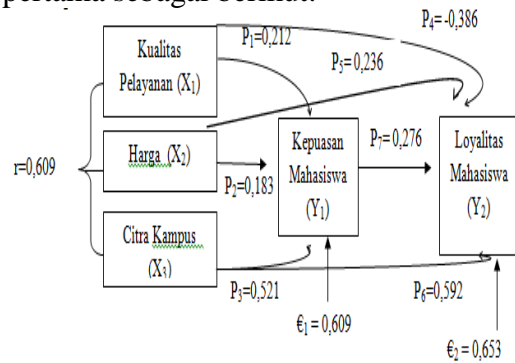 pertama sebagai berikut:
P4= -0,386
P1=0,212
Kualitas
Pelayanan (X1)
P5= 0,236
r=0,609
Harga (X2)
P2=0,183
Kepuasan
Mahasiswa
(Y1)
P7= 0,276
Loyalitas
Mahasiswa
(Y2)
Citra Kampus
(X3)
P3=0,521
P6=0,592
€1 = 0,609
€2 = 0,653